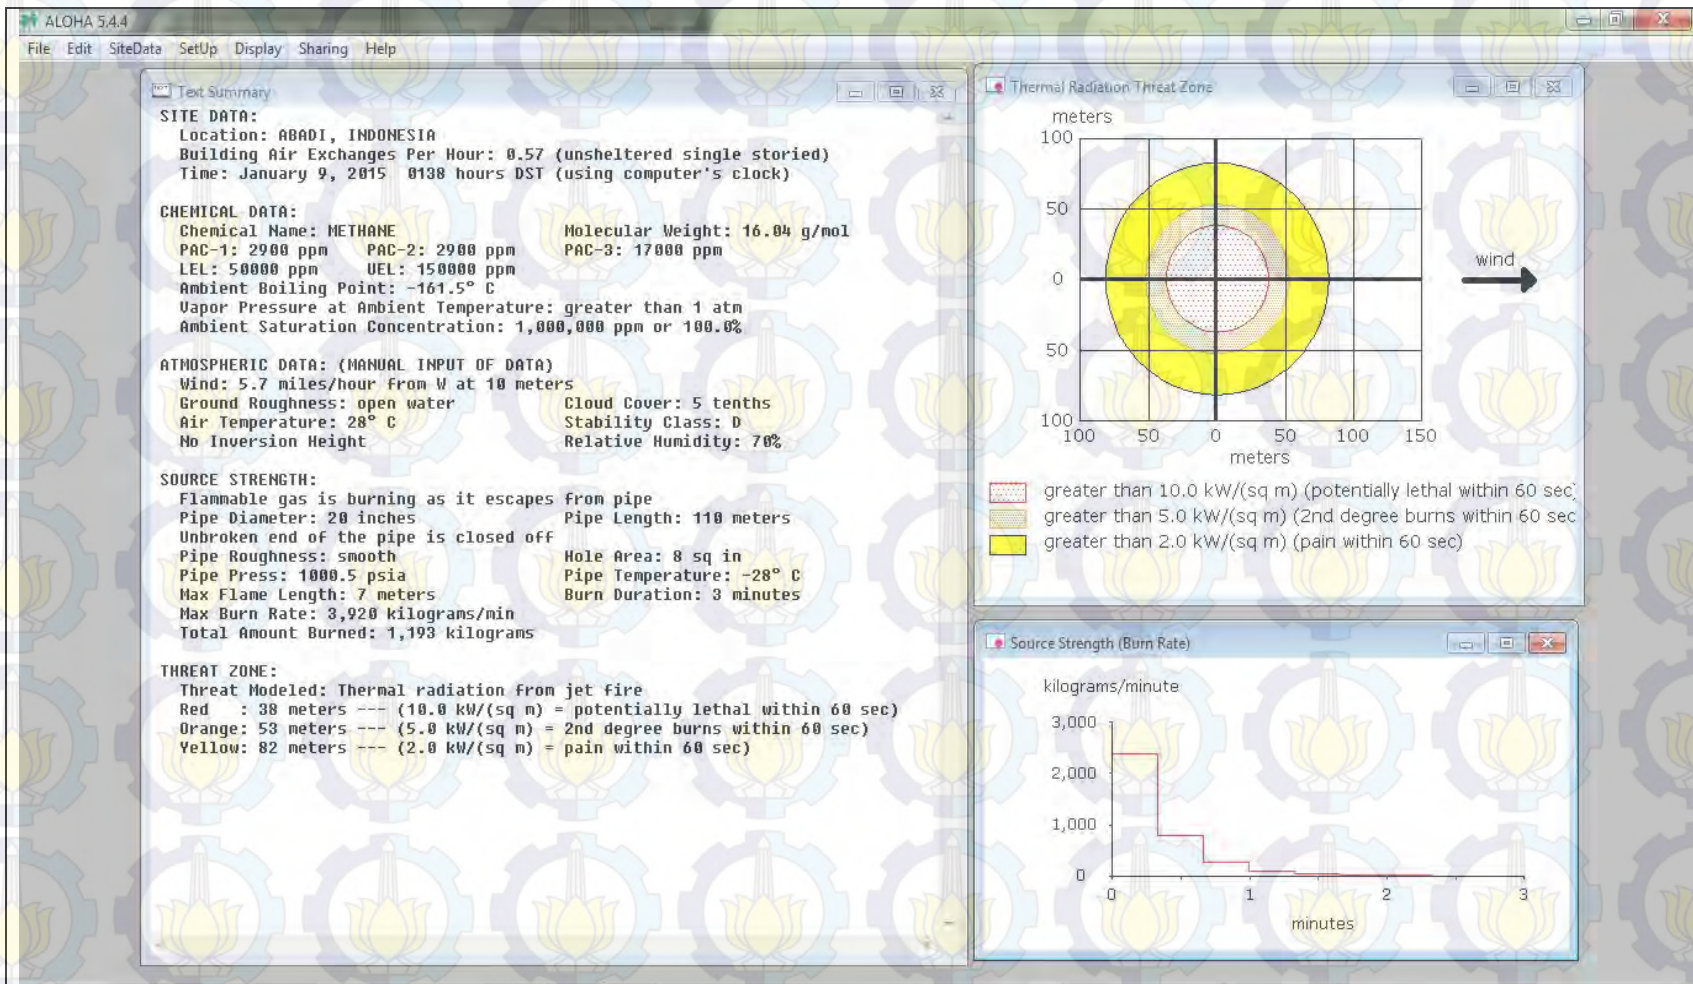 ALOHA 5.4.4
File Edit SiteData SetUp Display Sharing Help
Text Summary
SITE DATA:
Location: ABADI, INDONESIA
Building Air Exchanges Per Hour: 0.57 (unsheltered single storied)
Time: January 9, 2015 0138 hours DST (using computer's clock)
CHEMICAL DATA:
Chemical Name: METHANE Molecular Weight: 16.04 g/mol
PAC-1: 2900 ppm PAC-2: 2900 ppm PAC-3: 17000 ppm
LEL: 50000 ppm UEL: 150000 ppm
Ambient Boiling Point: -161.5° C
Vapor Pressure at Ambient Temperature: greater than 1 atm
Ambient Saturation Concentration: 1,000,000 ppm or 100.0%
ATMOSPHERIC DATA: (MANUAL INPUT OF DATA)
Wind: 5.7 miles/hour from W at 10 meters
Ground Roughness: open water Cloud Cover: 5 tenths
Air Temperature: 28° C Stability Class: D
No Inversion Height Relative Humidity: 70%
SOURCE STRENGTH:
Flammable gas is burning as it escapes from pipe
Pipe Diameter: 20 inches Pipe Length: 110 meters
Unbroken end of the pipe is closed off
Pipe Roughness: smooth Hole Area: 8 sq in
Pipe Press: 1000.5 psia Pipe Temperature: -28° C
Max Flame Length: 7 meters Burn Duration: 3 minutes
Max Burn Rate: 3,920 kilograms/min
Total Amount Burned: 1,193 kilograms
THREAT ZONE:
Threat Modeled: Thermal radiation from jet fire
Red : 38 meters --- (10.0 kW/(sq m) = potentially lethal within 60 sec)
Orange: 53 meters --- (5.0 kW/(sq m) = 2nd degree burns within 60 sec)
Yellow: 82 meters --- (2.0 kW/(sq m) = pain within 60 sec)
Thermal Radiation Threat Zone
meters
100
50
0
50
100
100 50 0 50 100 150
meters
wind
greater than 10.0 kW/(sq m) (potentially lethal within 60 sec)
greater than 5.0 kW/(sq m) (2nd degree burns within 60 sec
greater than 2.0 kW/(sq m) (pain within 60 sec)
Source Strength (Burn Rate)
kilograms/minute
3,000
2,000
1,000
0
0 1 2 3
minutes